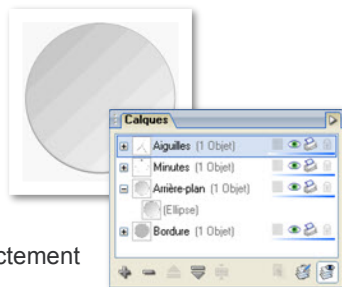 Calques
Aiguilles (1 Objet)
Minutes (1 Objet)
Arrière-plan (1 Objet)
(Ellipse)
Bordure (1 Objet)
ctement